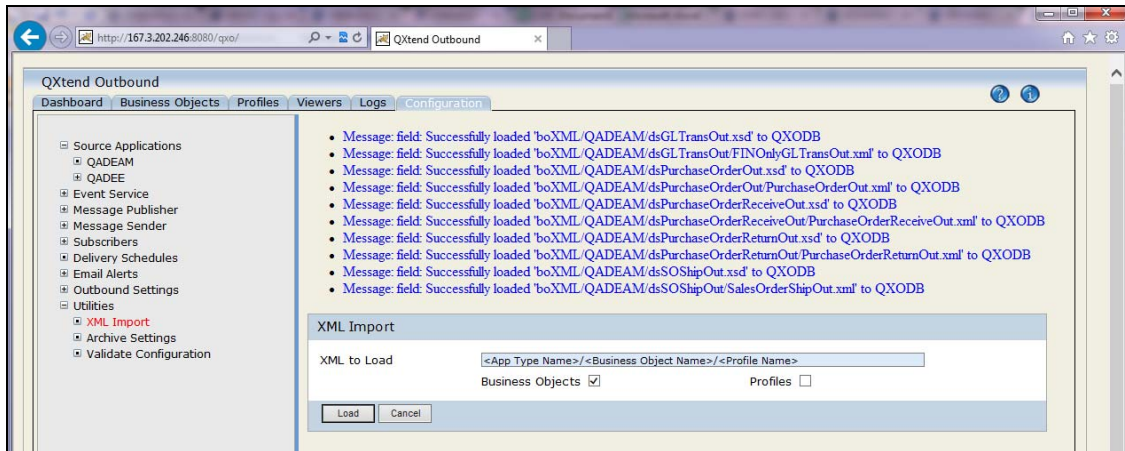 http://167.3.202.246:8080/qxo/
QXtend Outbound
QXtend Outbound
Dashboard Business Objects Profiles Viewers Logs Configuration
Source Applications
QADEAM
QADEE
Event Service
Message Publisher
Message Sender
Subscribers
Delivery Schedules
Email Alerts
Outbound Settings
Utilities
XML Import
Archive Settings
Validate Configuration
Message: field: Successfully loaded 'boXML/QADEAM/dsGLTransOut.xsd' to QXODB
Message: field: Successfully loaded 'boXML/QADEAM/dsGLTransOut/FINOnlyGLTransOut.xml' to QXODB
Message: field: Successfully loaded 'boXML/QADEAM/dsPurchaseOrderOut.xsd' to QXODB
Message: field: Successfully loaded 'boXML/QADEAM/dsPurchaseOrderOut/PurchaseOrderOut.xml' to QXODB
Message: field: Successfully loaded 'boXML/QADEAM/dsPurchaseOrderReceiveOut.xsd' to QXODB
Message: field: Successfully loaded 'boXML/QADEAM/dsPurchaseOrderReceiveOut/PurchaseOrderReceiveOut.xml' to QXODB
Message: field: Successfully loaded 'boXML/QADEAM/dsPurchaseOrderReturnOut.xsd' to QXODB
Message: field: Successfully loaded 'boXML/QADEAM/dsPurchaseOrderReturnOut/PurchaseOrderReturnOut.xml' to QXODB
Message: field: Successfully loaded 'boXML/QADEAM/dsSOShipOut.xsd' to QXODB
Message: field: Successfully loaded 'boXML/QADEAM/dsSOShipOut/SalesOrderShipOut.xml' to QXODB
XML Import
XML to Load <App Type Name>/<Business Object Name>/<Profile Name>
Business Objects Profiles
Load Cancel